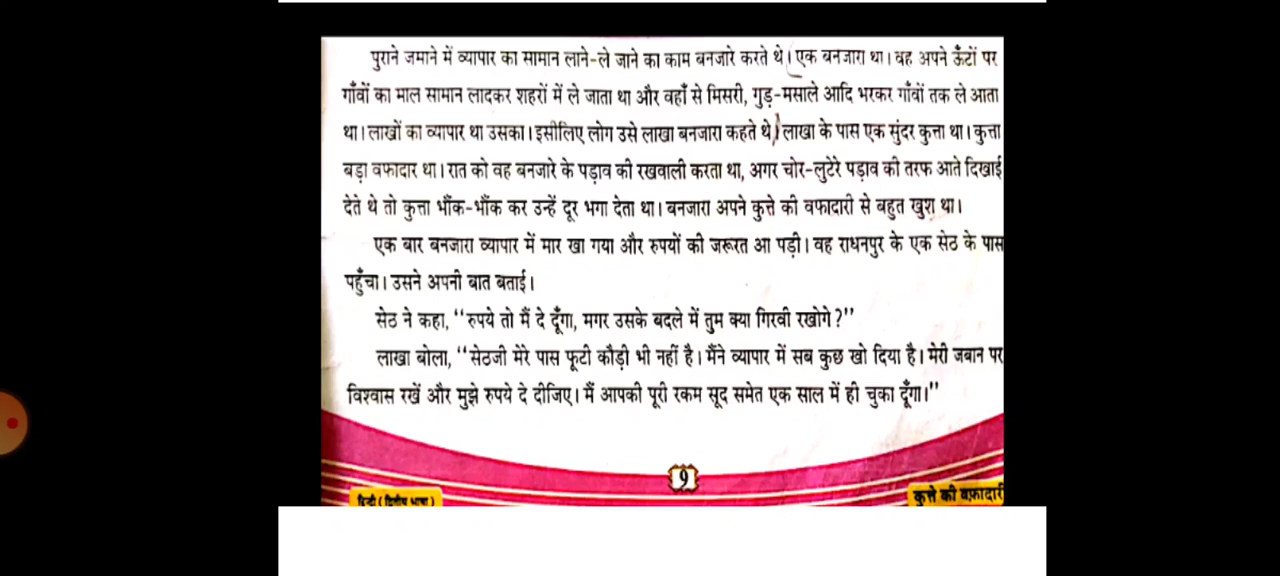 पुराने जमाने में व्यापार का सामान लाने-ले जाने का काम बनजारे करते थे। एक बनजारा था। वह अपने ऊँटों पर
गाँवों का माल सामान लादकर शहरों में ले जाता था और वहाँ से मिसरी, गुड़-मसाले आदि भरकर गाँवों तक ले आता
था। लाखों का व्यापार था उसका। इसीलिए लोग उसे लाखा बनजारा कहते थे। लाखा के पास एक सुंदर कुत्ता था। कुत्ता
बड़ा वफादार था। रात को वह बनजारे के पड़ाव की रखवाली करता था, अगर चोर-लुटेरे पड़ाव की तरफ आते दिखाई
देते थे तो कुत्ता भौंक-भौंक कर उन्हें दूर भगा देता था। बनजारा अपने कुत्ते की वफादारी से बहुत खुश था।
एक बार बनजारा व्यापार में मार खा गया और रुपयों की जरूरत आ पड़ी। वह राधनपुर के एक सेठ के पास
पहुँचा। उसने अपनी बात बताई।
सेठ ने कहा, “रुपये तो मैं दे दूँगा, मगर उसके बदले में तुम क्या गिरवी रखोगे?”
लाखा बोला, “सेठजी मेरे पास फूटी कौड़ी भी नहीं है। मैंने व्यापार में सब कुछ खो दिया है। मेरी जबान पर
विश्वास रखें और मुझे रुपये दे दीजिए। मैं आपकी पूरी रकम सूद समेत एक साल में ही चुका दूँगा।”
9
हिन्दी (द्वितीय भाषा)
कुत्ते की वफ़ादारी